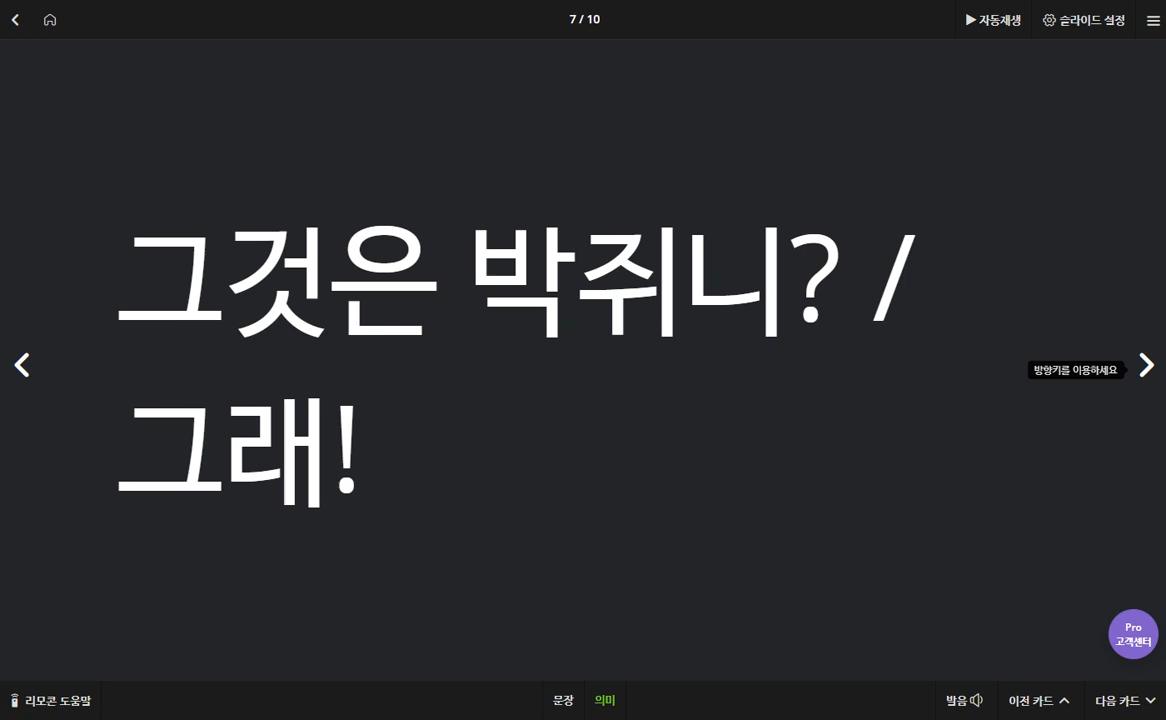 7 / 10
자동재생
슬라이드 설정
그것은 박쥐니? /
그래!
방향키를 이용하세요
Pro
고객센터
리모콘 도움말
문장
의미
발음
이전 카드
다음 카드